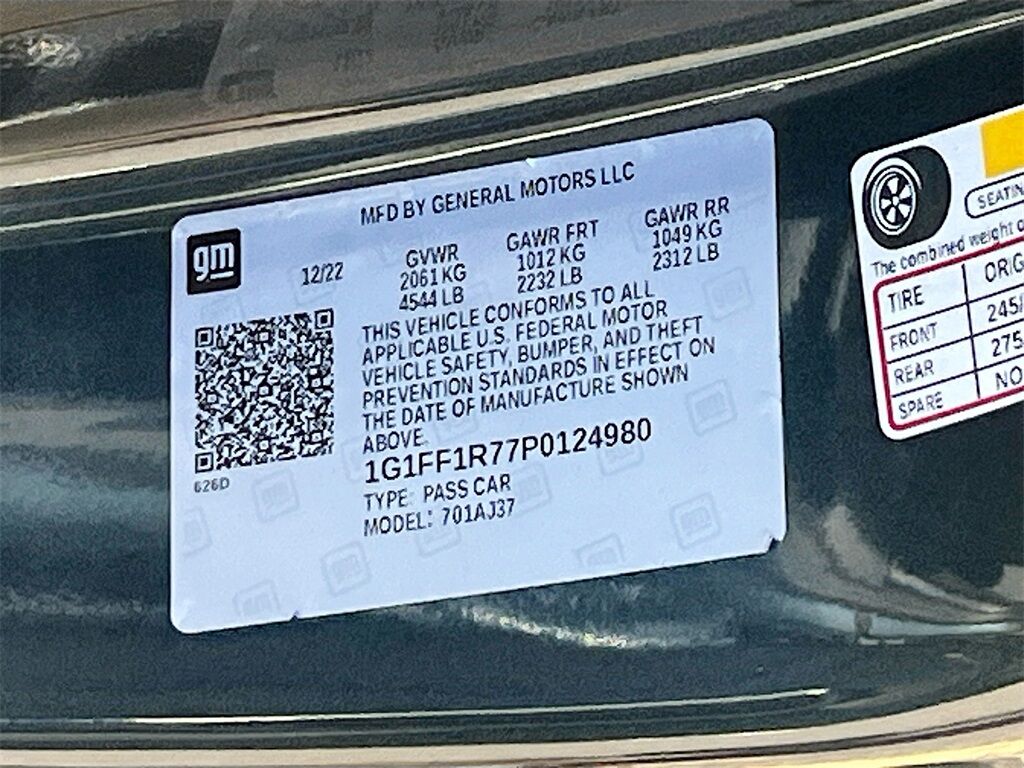 MFD BY GENERAL MOTORS LLC
gm
12/22
GVWR
2061 KG
4544 LB
GAWR FRT
1012 KG
2232 LB
GAWR RR
1049 KG
2312 LB
THIS VEHICLE CONFORMS TO ALL
APPLICABLE U.S. FEDERAL MOTOR
VEHICLE SAFETY, BUMPER, AND THEFT
PREVENTION STANDARDS IN EFFECT ON
THE DATE OF MANUFACTURE SHOWN
ABOVE.
1G1FF1R77P0124980
TYPE: PASS CAR
MODEL: 701AJ37
626D
SEATIN
The combined weight o
TIRE ORIG
FRONT 245/
REAR 275
SPARE NO